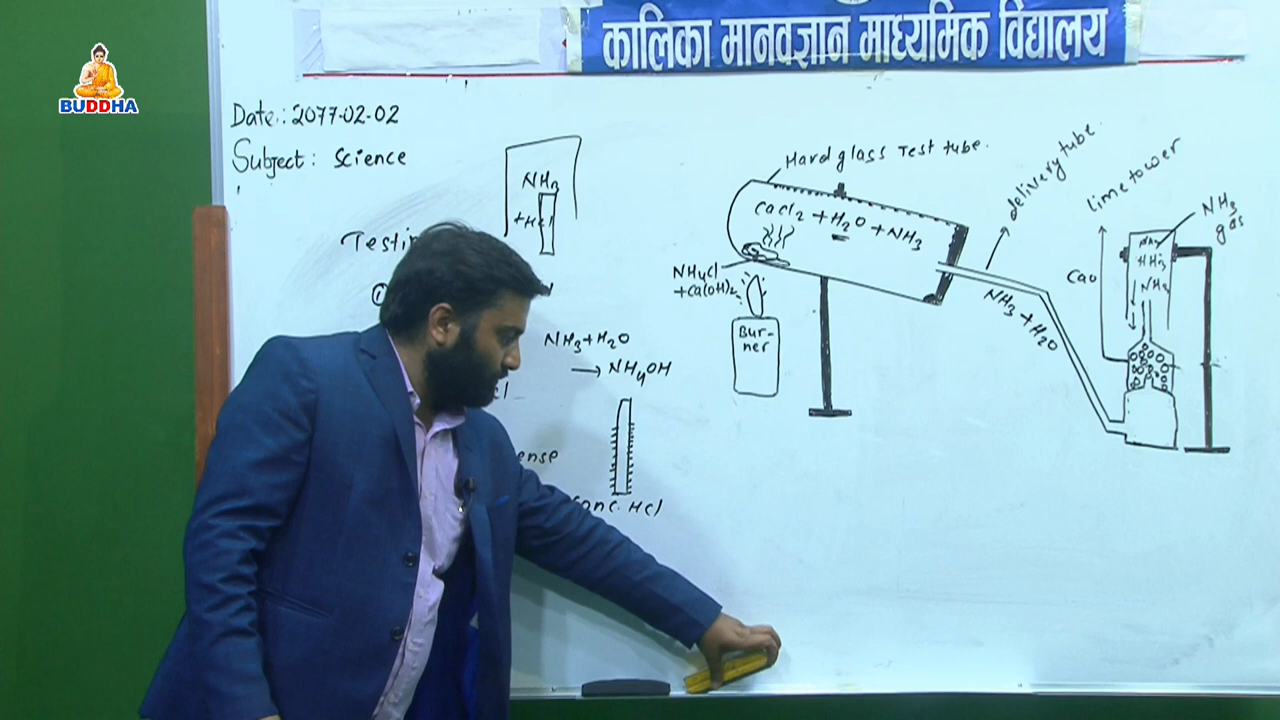 कालिका मानवज्ञान माध्यमिक विद्यालय
BUDDHA
Date: 2077-02-02
Subject: Science
NH3
+HCl
NH3+H2O
→ NH4OH
conc. HCl
Hard glass Test tube.
CaCl2 + H2O + NH3
NH4Cl
+Ca(OH)2
Bur-
ner
delivery tube.
NH3 + H2O
lime tower
CaO
NH3
gas
NH3